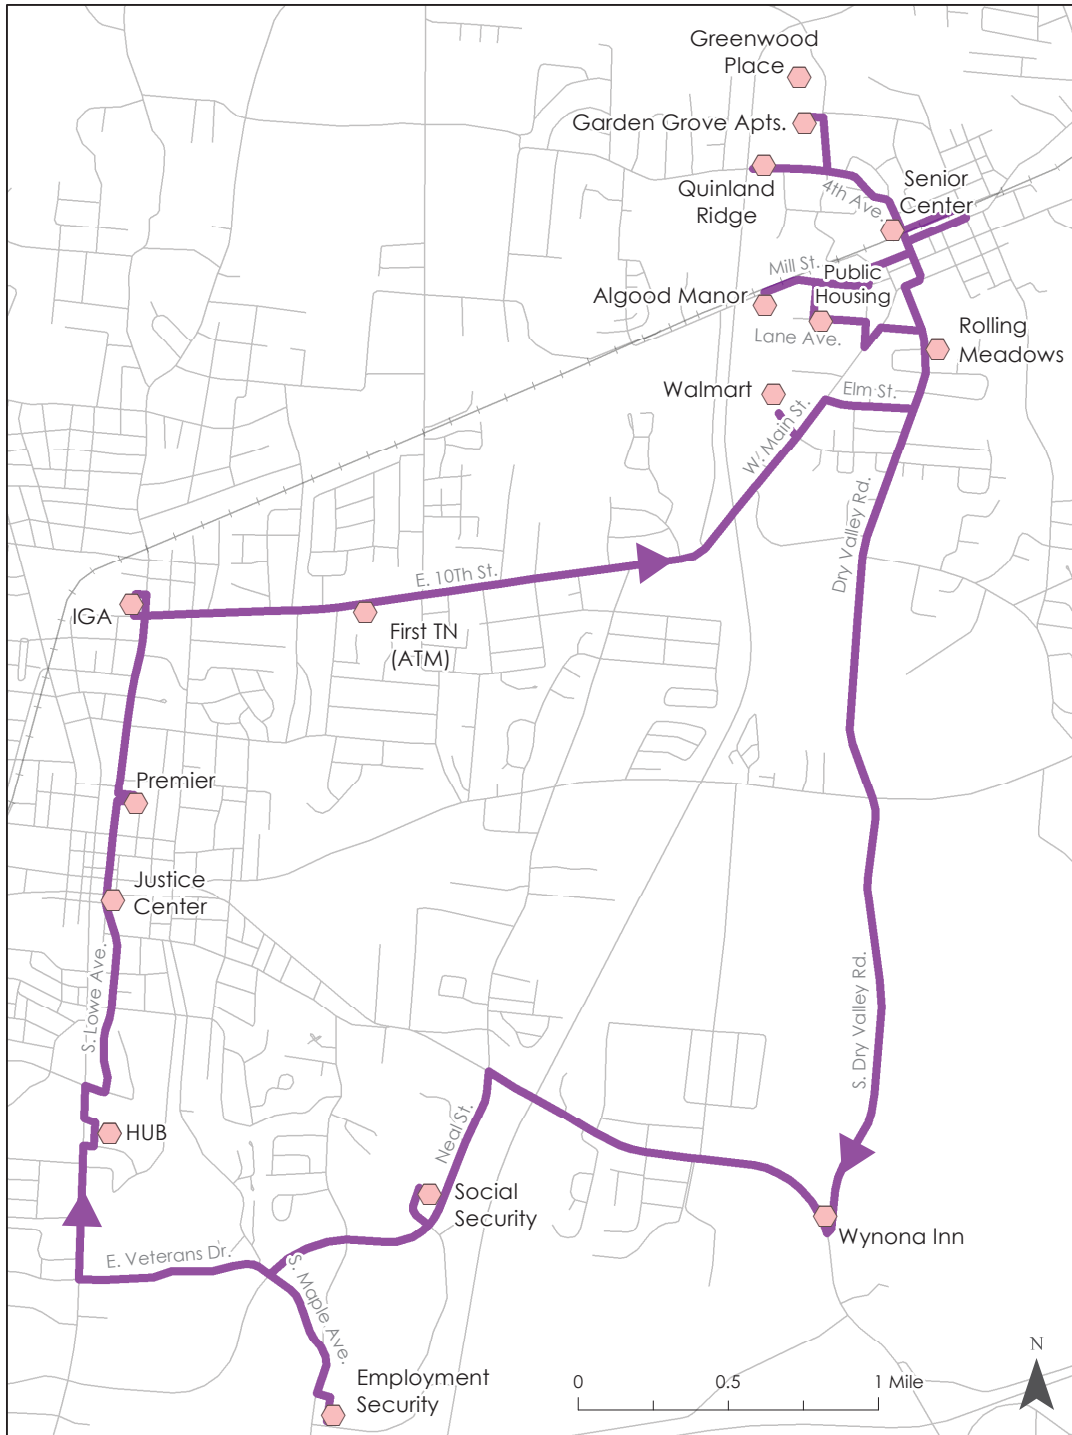 Greenwood
Place
Garden Grove Apts.
Quinland
Ridge
4th Ave.
Senior
Center
Mill St.
Public
Housing
Algood Manor
Lane Ave.
Rolling
Meadows
Walmart
Elm St.
W. Main St.
Dry Valley Rd.
E. 10Th St.
IGA
First TN
(ATM)
Premier
Justice
Center
S. Lowe Ave.
S. Dry Valley Rd.
HUB
Neal St.
Social
Security
Wynona Inn
E. Veterans Dr.
S. Maple Ave.
Employment
Security
0 0.5 1 Mile
N